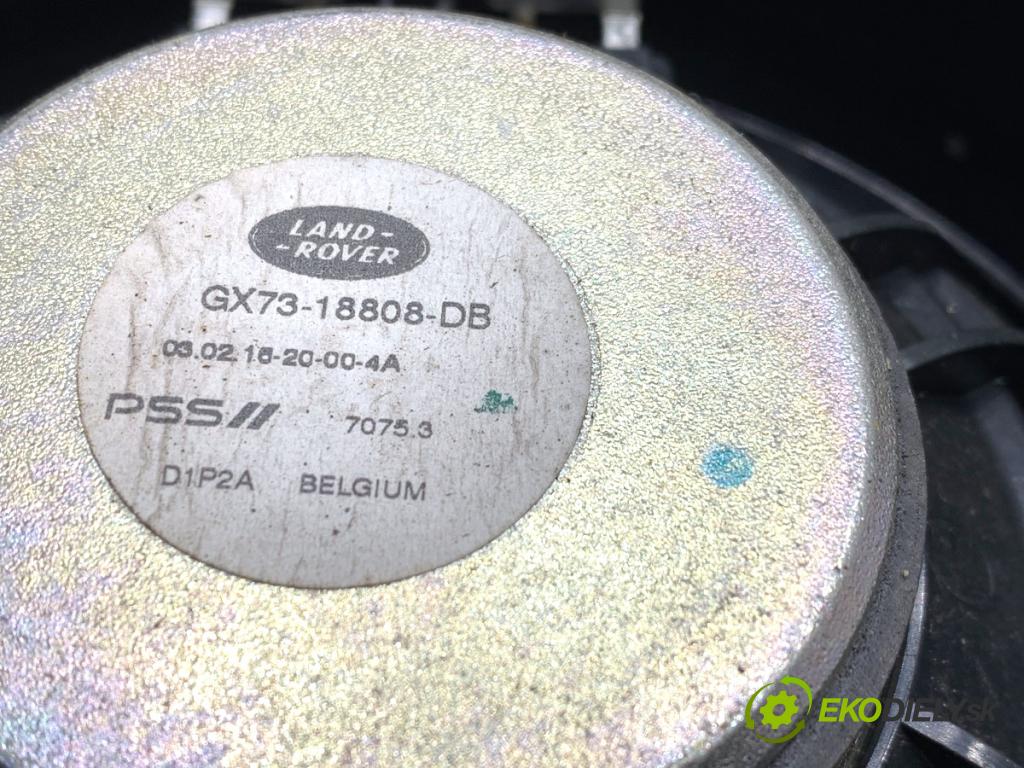 LAND-
-ROVER
GX73-18808-DB
03.02.16-20-00-4A
PSS//
7075.3
D1P2A BELGIUM
EKODIELY.sk